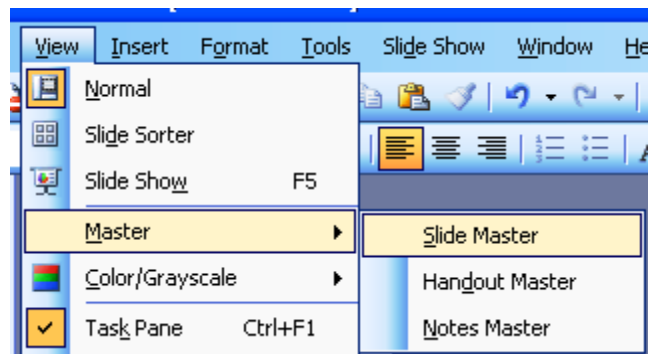 View Insert Format Tools Slide Show Window He
Normal
Slide Sorter
Slide Show F5
Master Slide Master
Color/Grayscale Handout Master
Task Pane Ctrl+F1 Notes Master